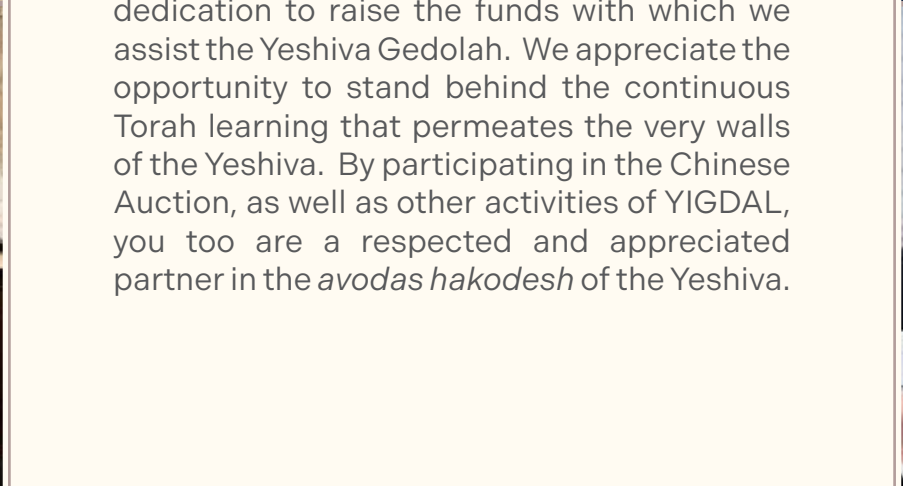 dedication to raise the funds with which we
assist the Yeshiva Gedolah. We appreciate the
opportunity to stand behind the continuous
Torah learning that permeates the very walls
of the Yeshiva. By participating in the Chinese
Auction, as well as other activities of YIGDAL,
you too are a respected and appreciated
partner in the avodas hakodesh of the Yeshiva.